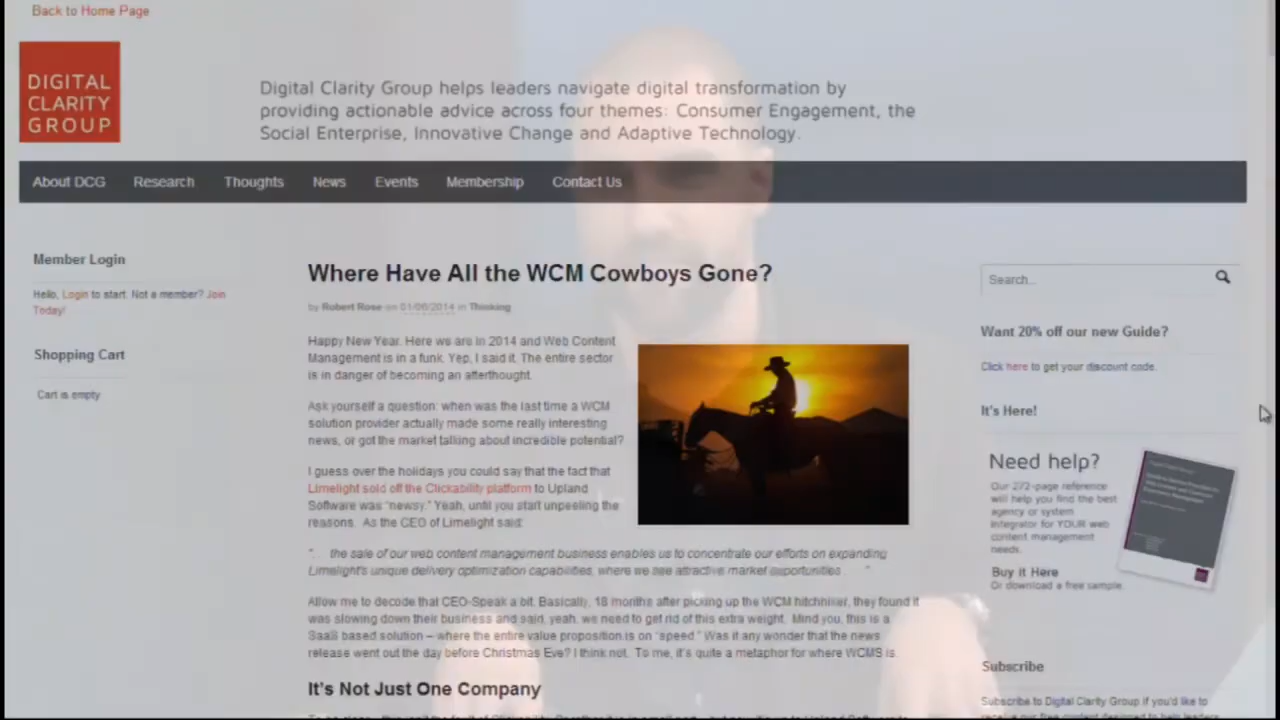 Back to Home Page
DIGITAL
CLARITY
GROUP
Digital Clarity Group helps leaders navigate digital transformation by
providing actionable advice across four themes: Consumer Engagement, the
Social Enterprise, Innovative Change and Adaptive Technology.
About DCG Research Thoughts News Events Membership Contact Us
Member Login
Hello, Login to start. Not a member? Join
Today!
Shopping Cart
Cart is empty
Where Have All the WCM Cowboys Gone?
by Robert Rose on 01/06/2014 in Thinking
Happy New Year. Here we are in 2014 and Web Content
Management is in a funk. Yep, I said it. The entire sector
is in danger of becoming an afterthought.
Ask yourself a question: when was the last time a WCM
solution provider actually made some really interesting
news, or got the market talking about incredible potential?
I guess over the holidays you could say that the fact that
Limelight sold off the Clickability platform to Upland
Software was "newsy." Yeah, until you start unpeeling the
reasons. As the CEO of Limelight said:
"... the sale of our web content management business enables us to concentrate our efforts on expanding
Limelight's unique delivery optimization capabilities, where we see attractive market opportunities ... "
Allow me to decode that CEO-Speak a bit. Basically, 18 months after picking up the WCM hitchhiker, they found it
was slowing down their business and said, yeah, we need to get rid of this extra weight. Mind you, this is a
SaaS based solution – where the entire value proposition is on "speed." Was it any wonder that the news
release went out the day before Christmas Eve? I think not. To me, it's quite a metaphor for where WCMS is.
It's Not Just One Company
Search...
Want 20% off our new Guide?
Click here to get your discount code.
It's Here!
Need help?
Our 272-page reference
will help you find the best
agency or system
integrator for YOUR web
content management
needs.
Buy it Here
Or download a free sample.
Subscribe
Subscribe to Digital Clarity Group if you'd like to